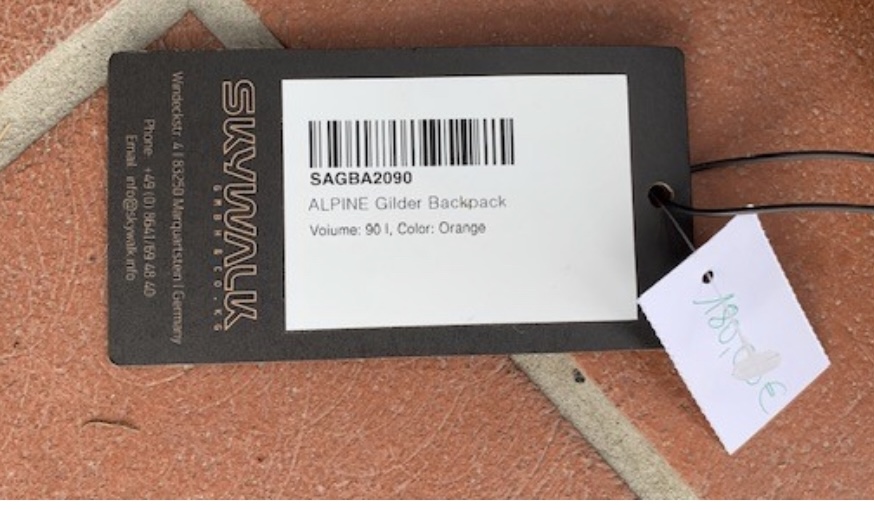 SAGBA2090
ALPINE Gilder Backpack
Volume: 90 l, Color: Orange
SKYWALK
GMBH & CO. KG
Windeckstr. 4 | 83250 Marquartstein | Germany
Phone +49 (0) 8641/69 48 40
Email info@skywalk.info
180, €